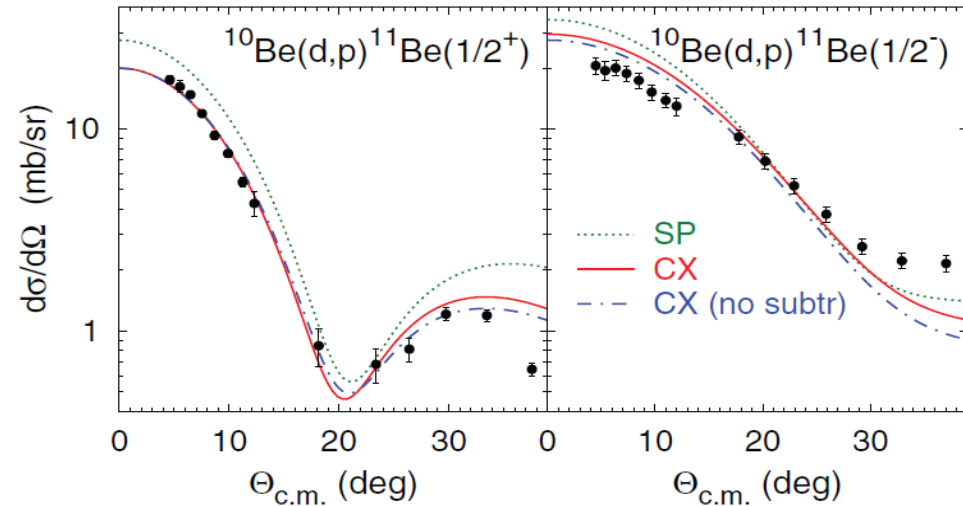 ¹⁰Be(d,p)¹¹Be(1/2⁺)
¹⁰Be(d,p)¹¹Be(1/2⁻)
dσ/dΩ (mb/sr)
10
1
SP
CX
CX (no subtr)
0 10 20 30 0 10 20 30
Θc.m. (deg)
Θc.m. (deg)